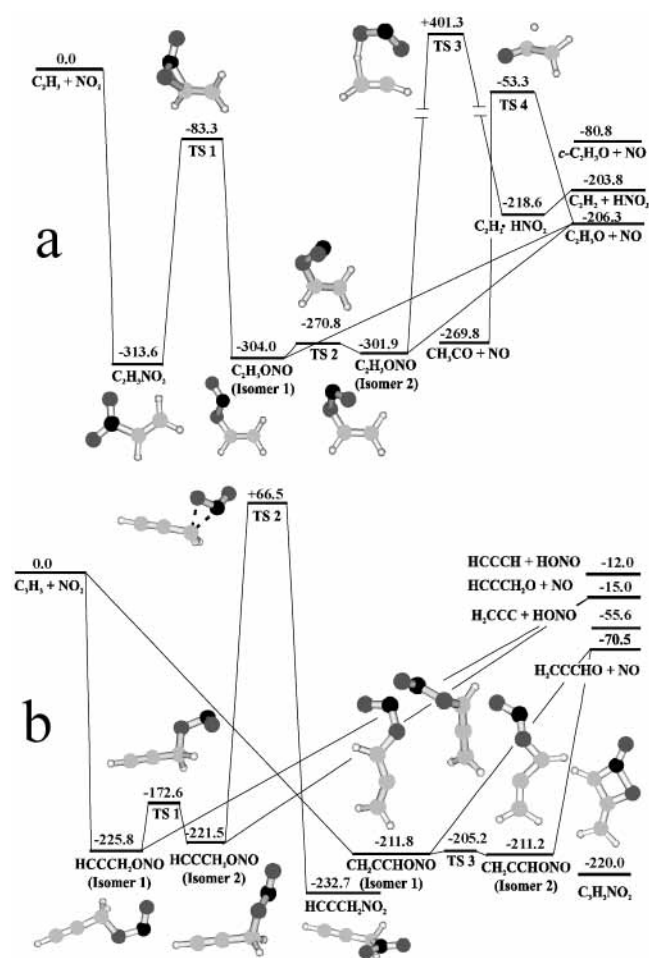 +401.3
TS 3
0.0
C₂H₃ + NO₂
-53.3
TS 4
-83.3
TS 1
-80.8
c-C₂H₃O + NO
-203.8
C₂H₂ + HNO₂
-218.6
C₂H₂· HNO₂
-206.3
C₂H₃O + NO
a
-270.8
TS 2
-313.6
C₂H₃NO₂
-304.0
C₂H₃ONO
(Isomer 1)
-301.9
C₂H₃ONO
(Isomer 2)
-269.8
CH₃CO + NO
+66.5
TS 2
0.0
C₃H₃ + NO₂
HCCCH + HONO
-12.0
HCCCH₂O + NO
-15.0
H₂CCC + HONO
-55.6
-70.5
H₂CCCHO + NO
b
-172.6
TS 1
-225.8
HCCCH₂ONO
(Isomer 1)
-221.5
HCCCH₂ONO
(Isomer 2)
-232.7
HCCCH₂NO₂
-211.8
CH₂CCHONO
(Isomer 1)
-205.2
TS 3
-211.2
CH₂CCHONO
(Isomer 2)
-220.0
C₃H₃NO₂